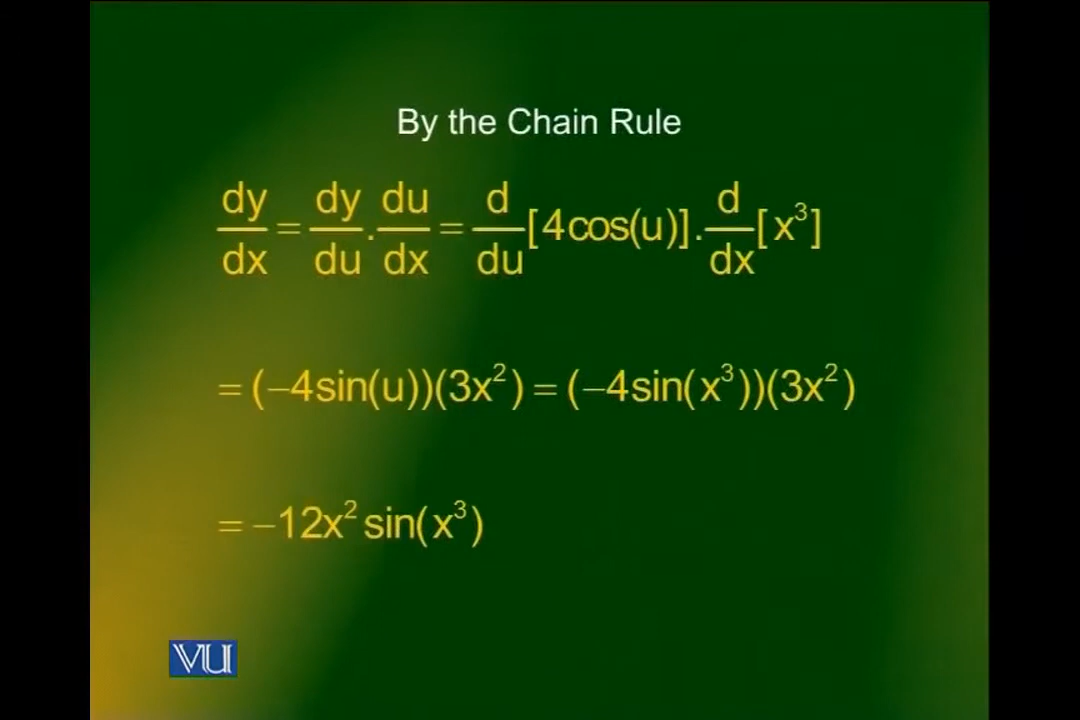 By the Chain Rule
dy/dx = dy/du . du/dx = d/du [4cos(u)] . d/dx [x³]
= (−4sin(u))(3x²) = (−4sin(x³))(3x²)
= −12x² sin(x³)
VU